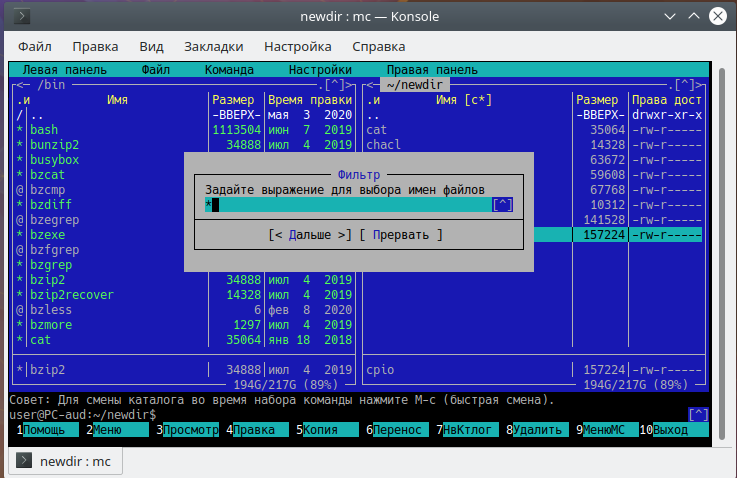 newdir : mc — Konsole
Файл Правка Вид Закладки Настройка Справка
Левая панель Файл Команда Настройки Правая панель
<— /bin .[^]> <— ~/newdir .[^]>
.и Имя Размер Время правки .и Имя [c*] Размер Права дост
/ .. -ВВЕРХ- мая 3 2020 .. -ВВЕРХ- drwxr-xr-x
* bash 1113504 июн 7 2019 cat 35064 -rw-r-----
* bunzip2 34888 июл 4 2019 chacl 14328 -rw-r-----
* busybox 63672 -rw-r-----
* bzcat 59608 -rw-r-----
@ bzcmp 67768 -rw-r-----
* bzdiff 10312 -rw-r-----
@ bzegrep 141528 -rw-r-----
* bzexe 157224 -rw-r-----
@ bzfgrep
* bzgrep
Фильтр
Задайте выражение для выбора имен файлов
* [^]
[< Дальше >] [ Прервать ]
* bzip2 34888 июл 4 2019
* bzip2recover 14328 июл 4 2019
@ bzless 6 фев 8 2020
* bzmore 1297 июл 4 2019
* cat 35064 янв 18 2018
* bzip2 34888 июл 4 2019 cpio 157224 -rw-r-----
194G/217G (89%) 194G/217G (89%)
Совет: Для смены каталога во время набора команды нажмите M-c (быстрая смена).
user@PC-aud:~/newdir$ [^]
1Помощь 2Меню 3Просмотр 4Правка 5Копия 6Перенос 7НвКтлог 8Удалить 9МенюМС 10Выход
newdir : mc